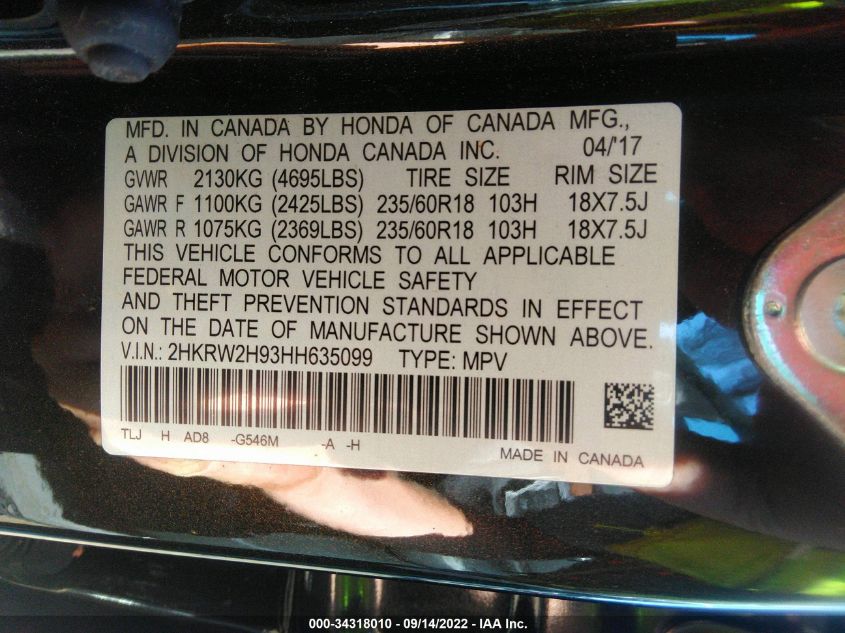 MFD. IN CANADA BY HONDA OF CANADA MFG.,
A DIVISION OF HONDA CANADA INC. 04/'17
GVWR 2130KG (4695LBS) TIRE SIZE RIM SIZE
GAWR F 1100KG (2425LBS) 235/60R18 103H 18X7.5J
GAWR R 1075KG (2369LBS) 235/60R18 103H 18X7.5J
THIS VEHICLE CONFORMS TO ALL APPLICABLE
FEDERAL MOTOR VEHICLE SAFETY
AND THEFT PREVENTION STANDARDS IN EFFECT
ON THE DATE OF MANUFACTURE SHOWN ABOVE.
V.I.N.: 2HKRW2H93HH635099 TYPE: MPV
TLJ H AD8 -G546M -A -H
MADE IN CANADA
000-34318010 - 09/14/2022 - IAA Inc.